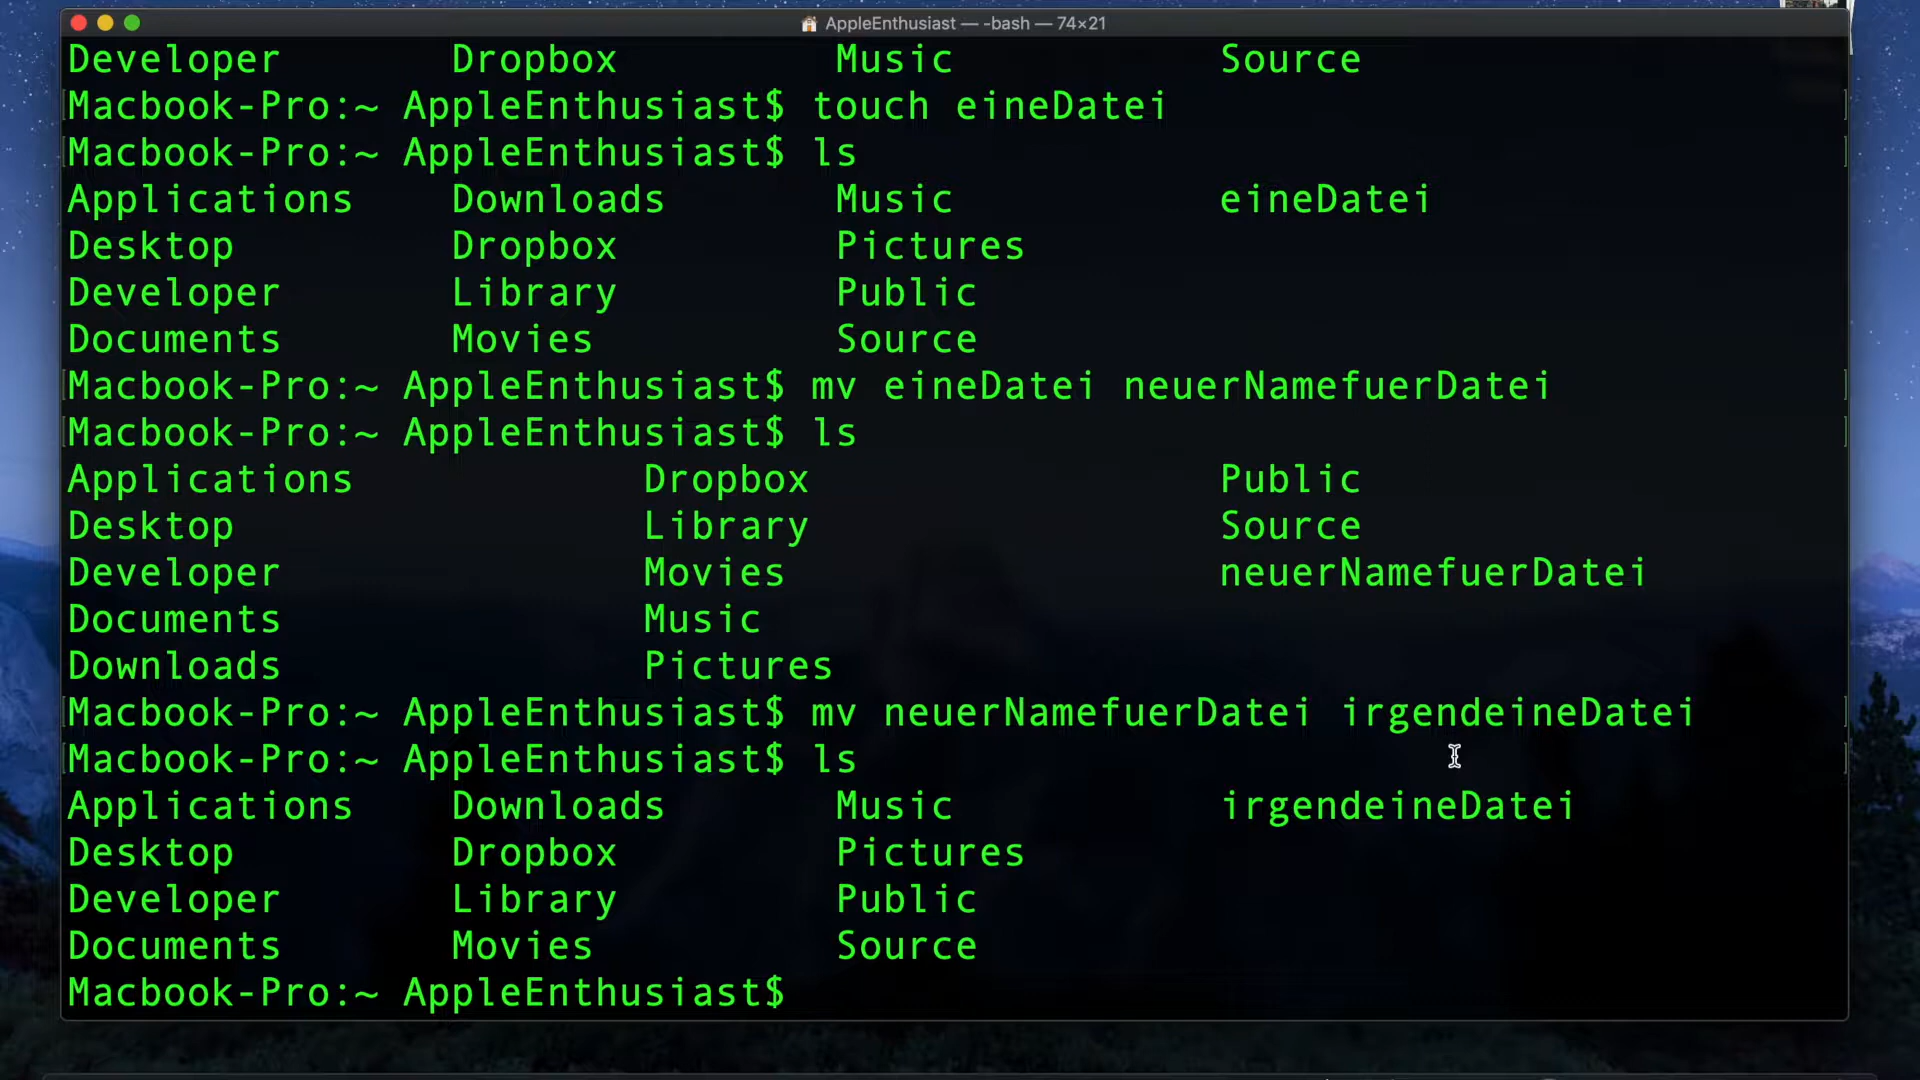 AppleEnthusiast — -bash — 74×21
Developer Dropbox Music Source
Macbook-Pro:~ AppleEnthusiast$ touch eineDatei
Macbook-Pro:~ AppleEnthusiast$ ls
Applications Downloads Music eineDatei
Desktop Dropbox Pictures
Developer Library Public
Documents Movies Source
Macbook-Pro:~ AppleEnthusiast$ mv eineDatei neuerNamefuerDatei
Macbook-Pro:~ AppleEnthusiast$ ls
Applications Dropbox Public
Desktop Library Source
Developer Movies neuerNamefuerDatei
Documents Music
Downloads Pictures
Macbook-Pro:~ AppleEnthusiast$ mv neuerNamefuerDatei irgendeineDatei
Macbook-Pro:~ AppleEnthusiast$ ls
Applications Downloads Music irgendeineDatei
Desktop Dropbox Pictures
Developer Library Public
Documents Movies Source
Macbook-Pro:~ AppleEnthusiast$